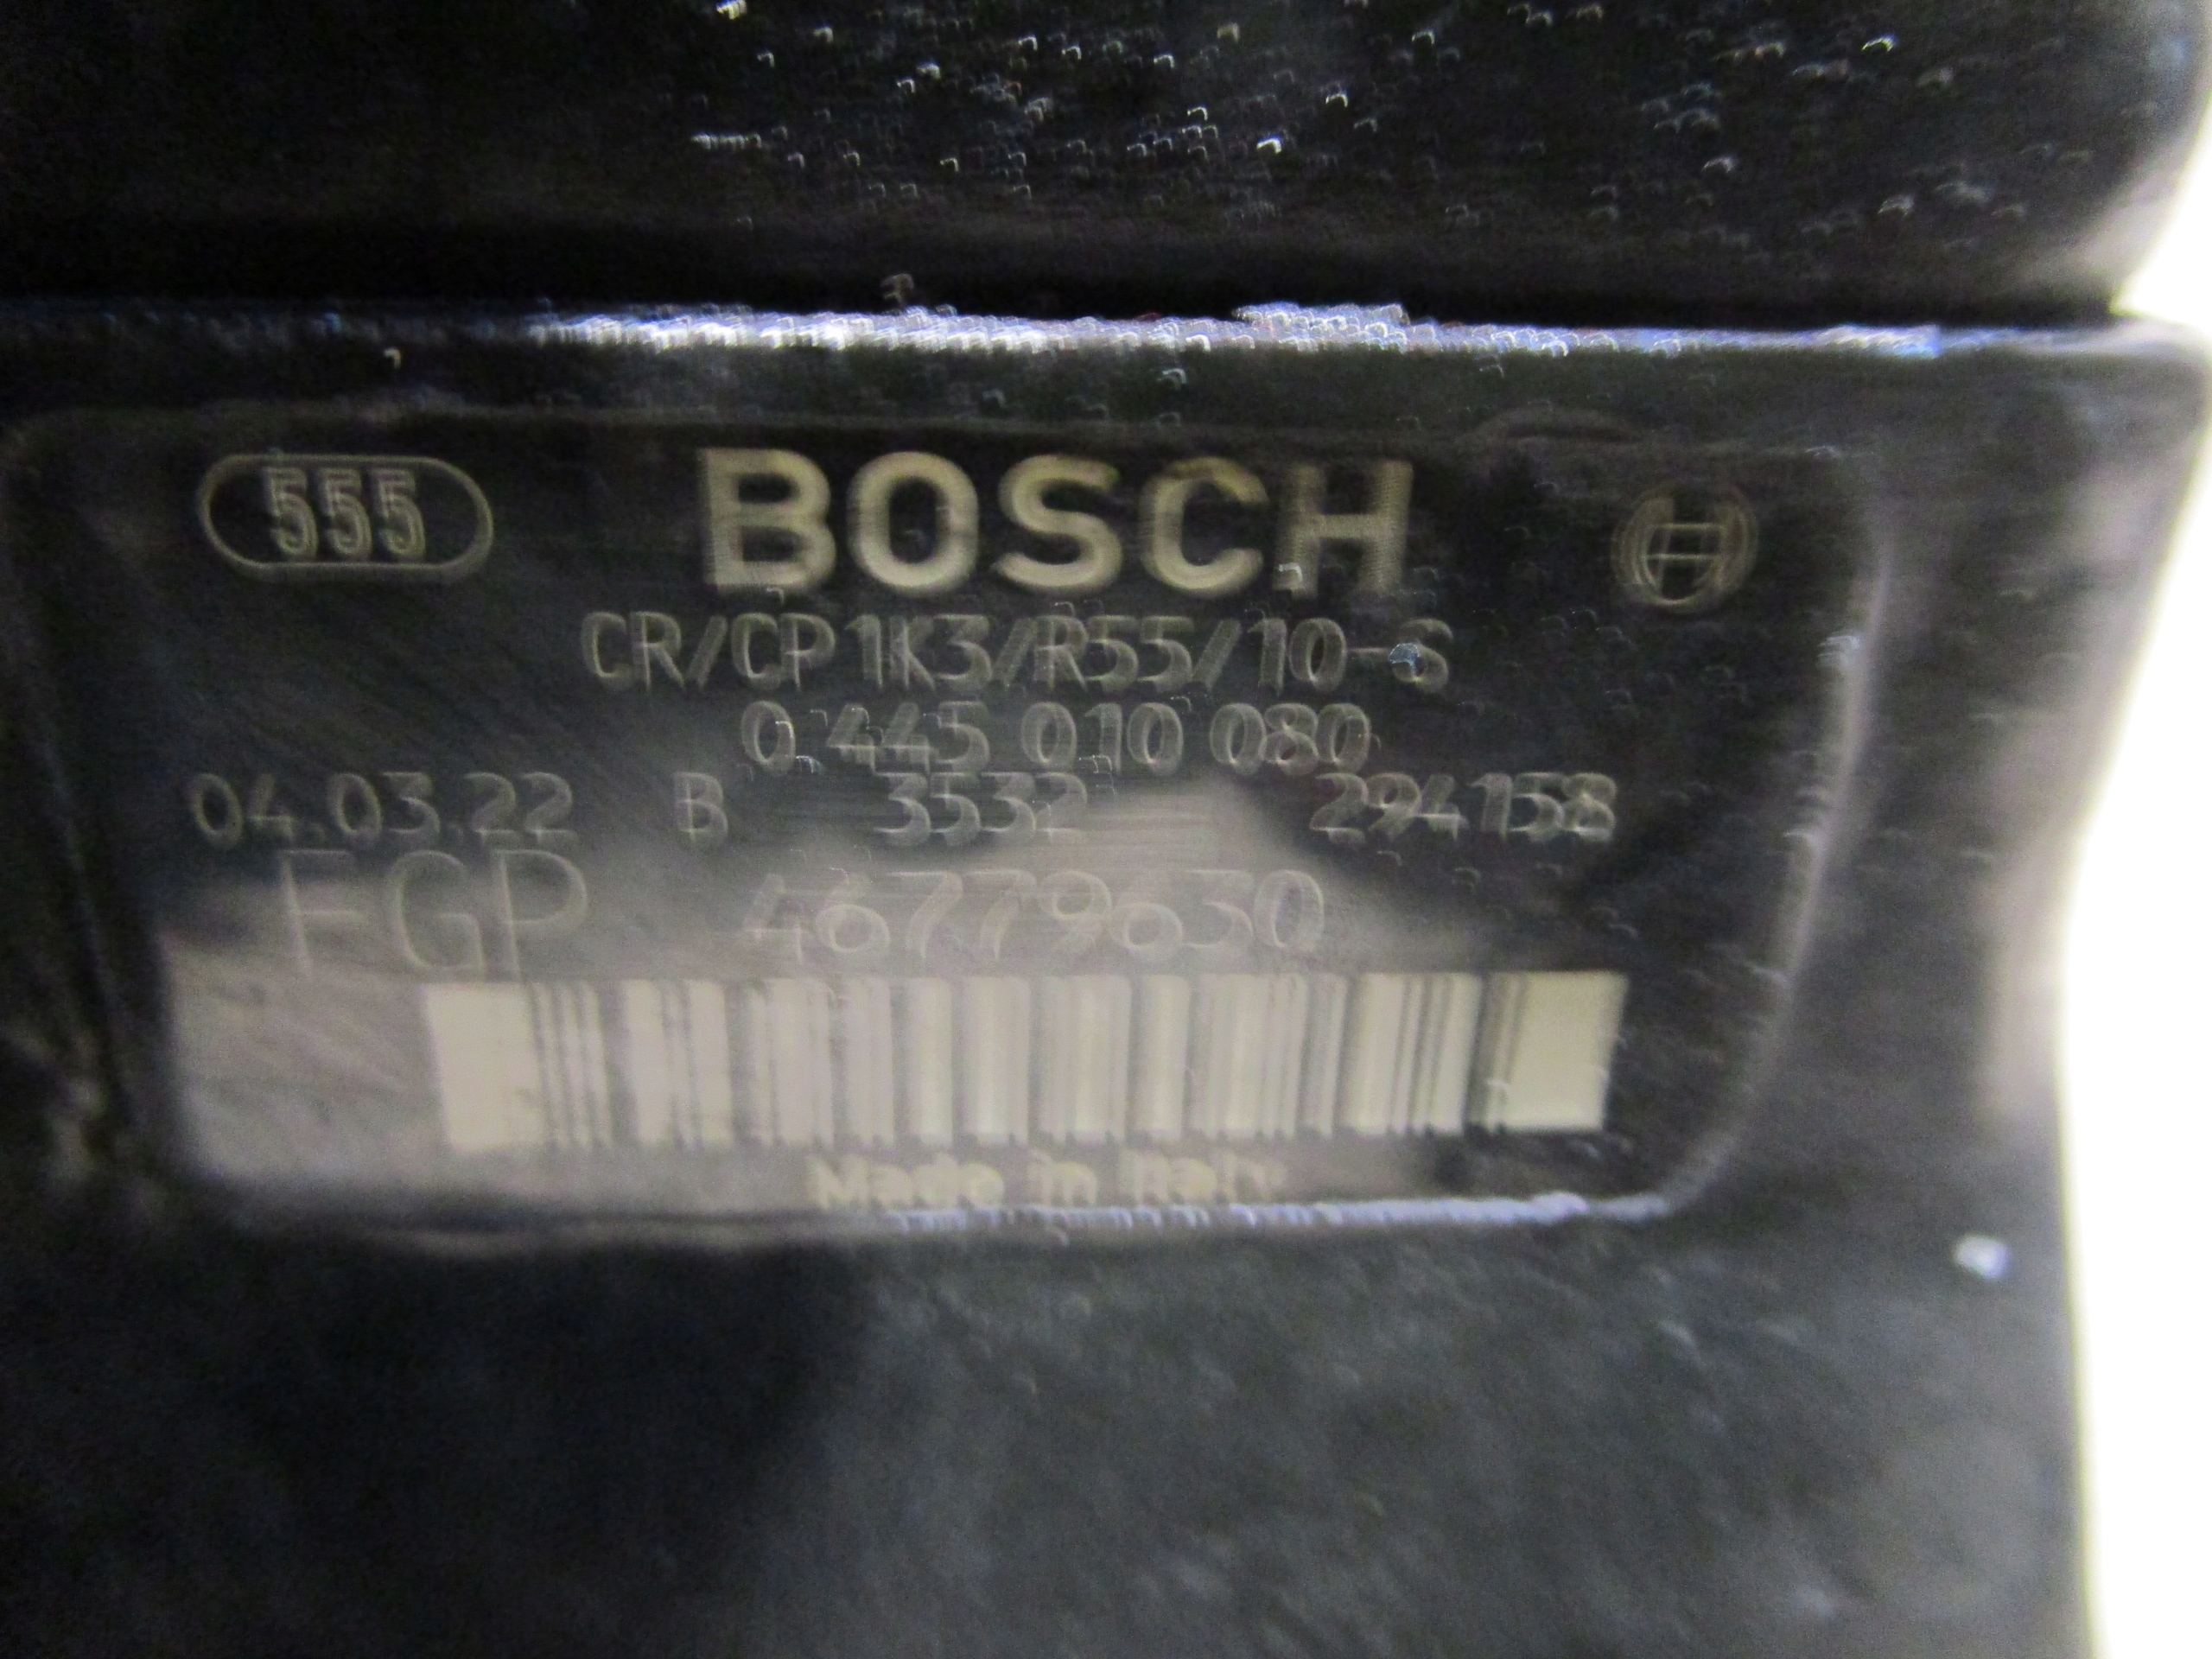 555 BOSCH
CR/CP1K3/R55/10-S
0 445 010 080
04.03.22 B 3532 294158
FGP 46779630
Made in Italy